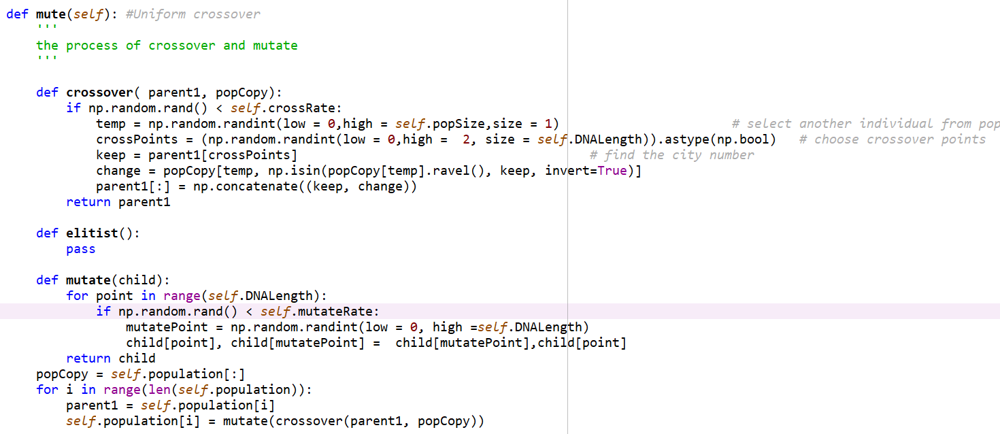 def mute(self): #Uniform crossover
    '''
    the process of crossover and mutate
    '''
    def crossover( parent1, popCopy):
        if np.random.rand() < self.crossRate:
            temp = np.random.randint(low = 0,high = self.popSize,size = 1)                       # select another individual from pop
            crossPoints = (np.random.randint(low = 0,high =  2, size = self.DNALength)).astype(np.bool)   # choose crossover points
            keep = parent1[crossPoints]                                       # find the city number
            change = popCopy[temp, np.isin(popCopy[temp].ravel(), keep, invert=True)]
            parent1[:] = np.concatenate((keep, change))
        return parent1
    def elitist():
        pass
    def mutate(child):
        for point in range(self.DNALength):
            if np.random.rand() < self.mutateRate:
                mutatePoint = np.random.randint(low = 0, high =self.DNALength)
                child[point], child[mutatePoint] =  child[mutatePoint],child[point]
        return child
    popCopy = self.population[:]
    for i in range(len(self.population)):
        parent1 = self.population[i]
        self.population[i] = mutate(crossover(parent1, popCopy))